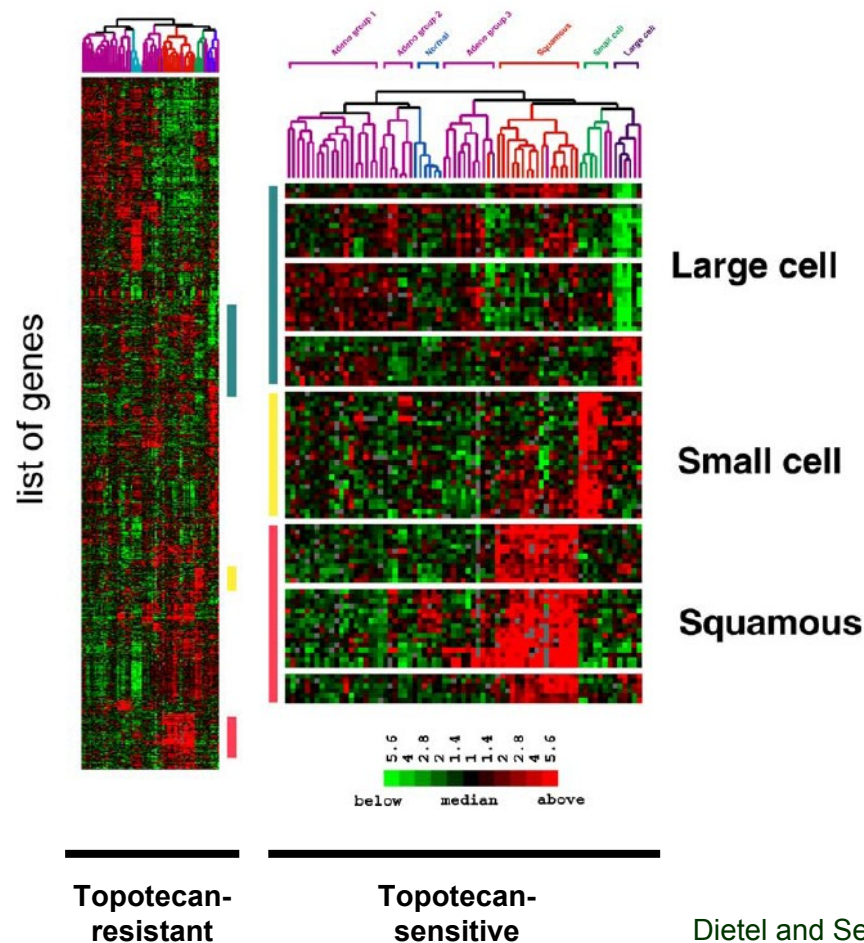 Adeno group 1
Adeno group 2
Normal
Adeno group 3
Squamous
Small cell
Large cell
list of genes
Large cell
Small cell
Squamous
5.6 4 2.8 2 1.4 1 1.4 2 2.8 4 5.6
below median above
Topotecan-
resistant
Topotecan-
sensitive
Dietel and Se